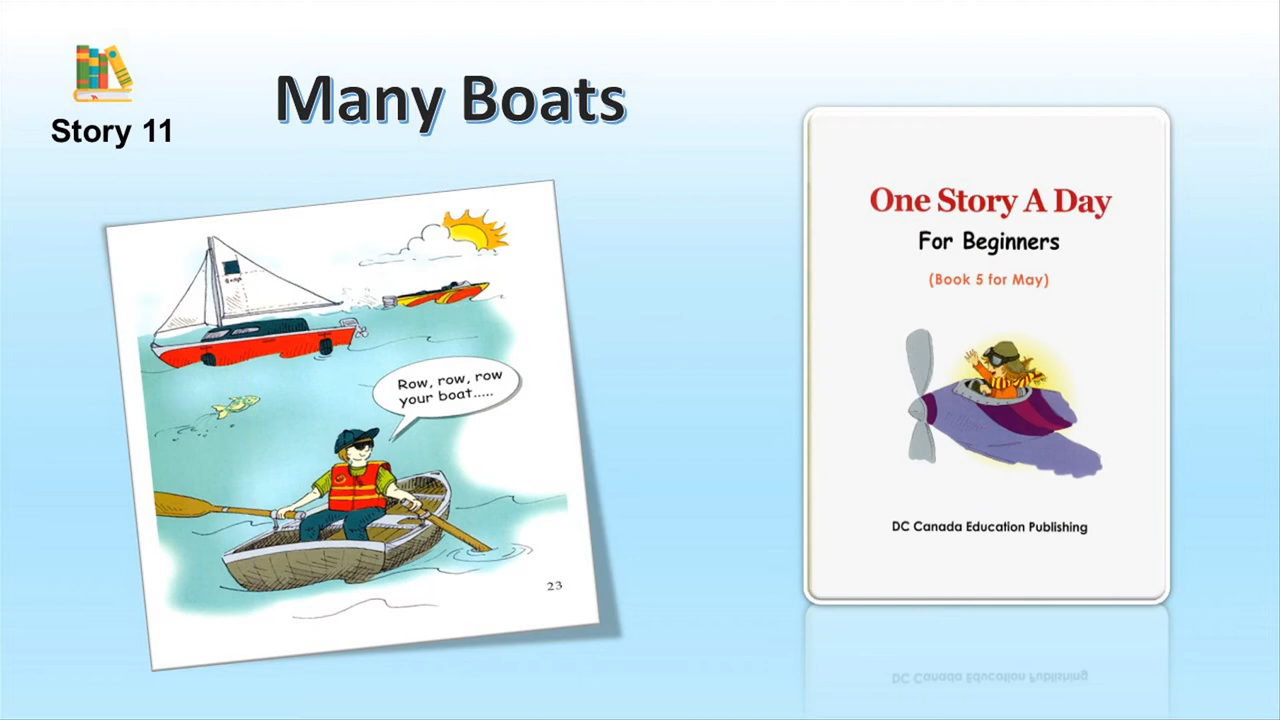 Story 11
Many Boats
Row, row, row
your boat.....
23
One Story A Day
For Beginners
(Book 5 for May)
DC Canada Education Publishing
DC Canada Education Publishing